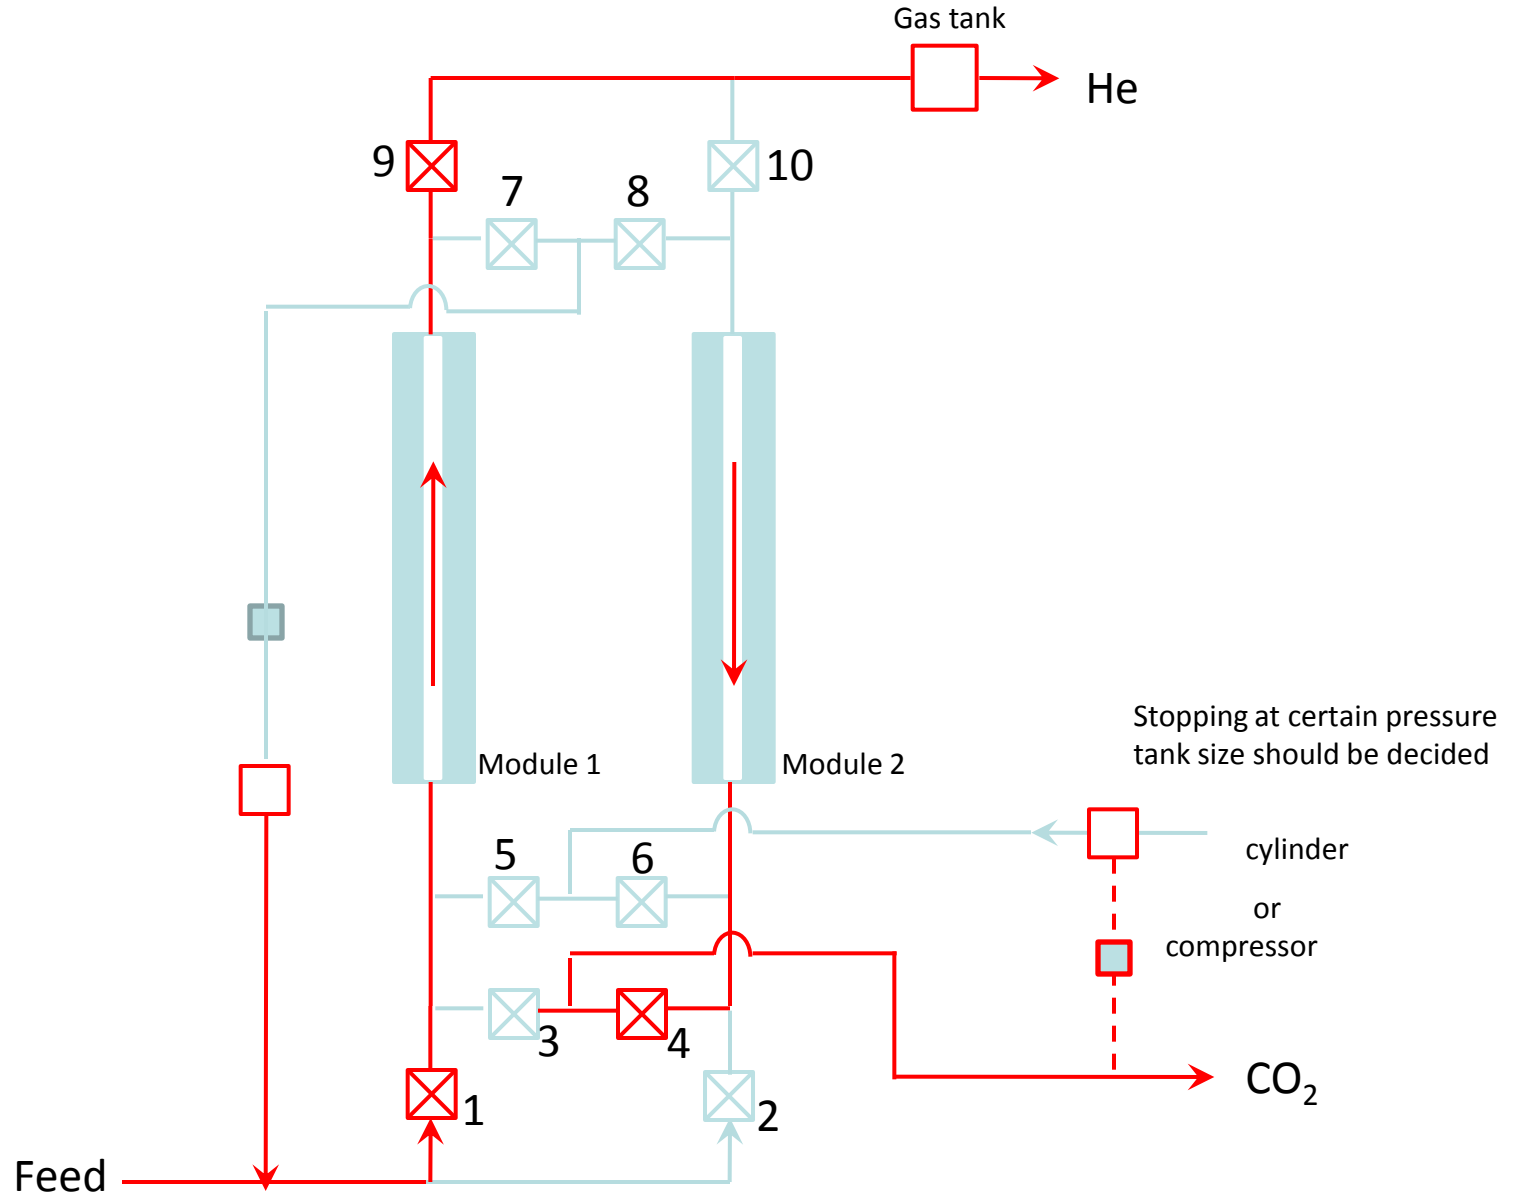 Gas tank
He
9
10
7
8
Module 1
Module 2
Stopping at certain pressure
tank size should be decided
5
6
cylinder
or
compressor
3
4
CO₂
1
2
Feed